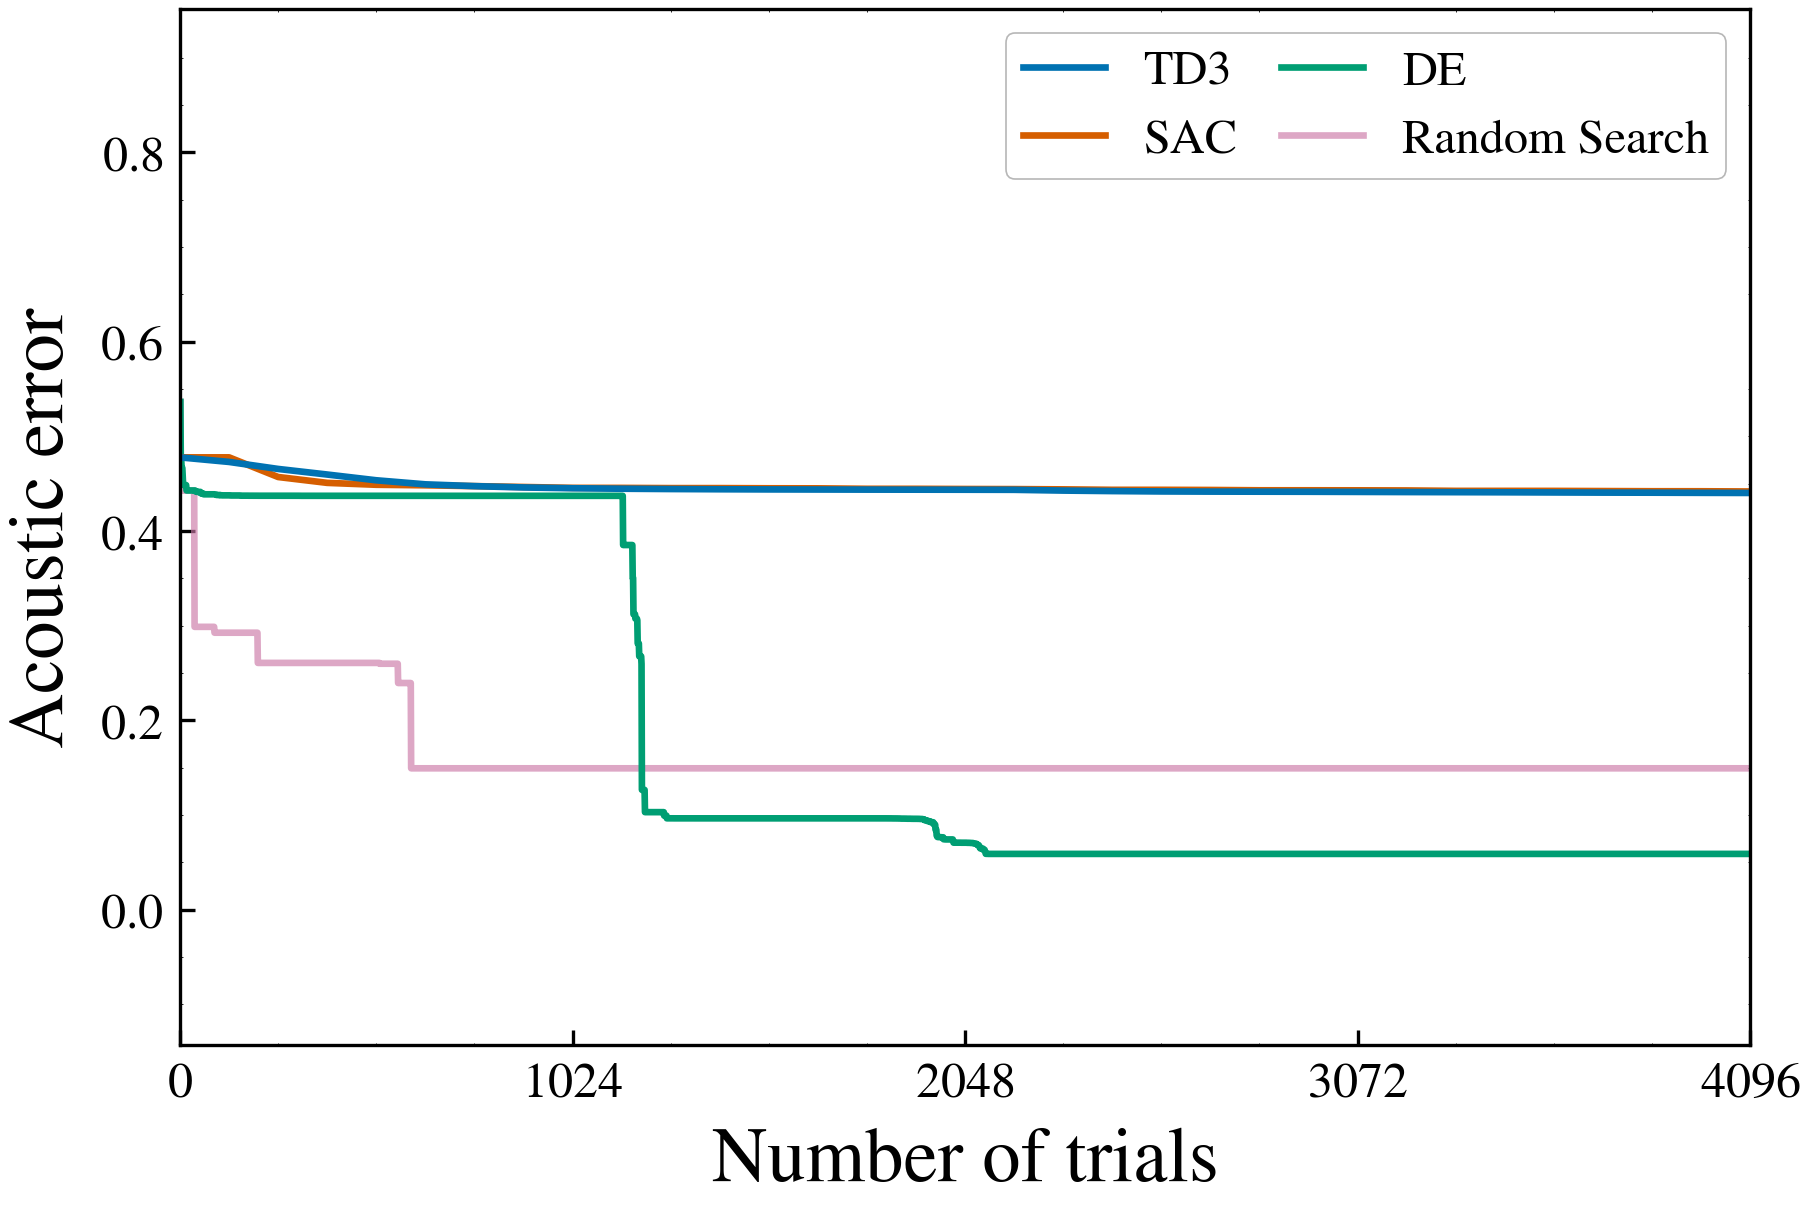 TD3
DE
SAC
Random Search
Acoustic error
0.8
0.6
0.4
0.2
0.0
0
1024
2048
3072
4096
Number of trials